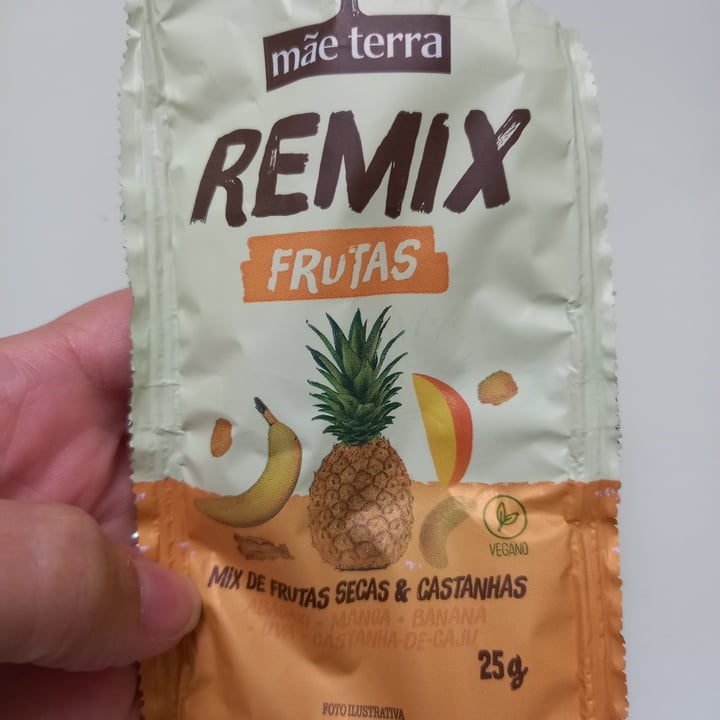 mãe terra
REMIX
FRUTAS
VEGANO
MIX DE FRUTAS SECAS & CASTANHAS
ABACAXI • MANGA • BANANA
• UVA • CASTANHA-DE-CAJU
25g
FOTO ILUSTRATIVA